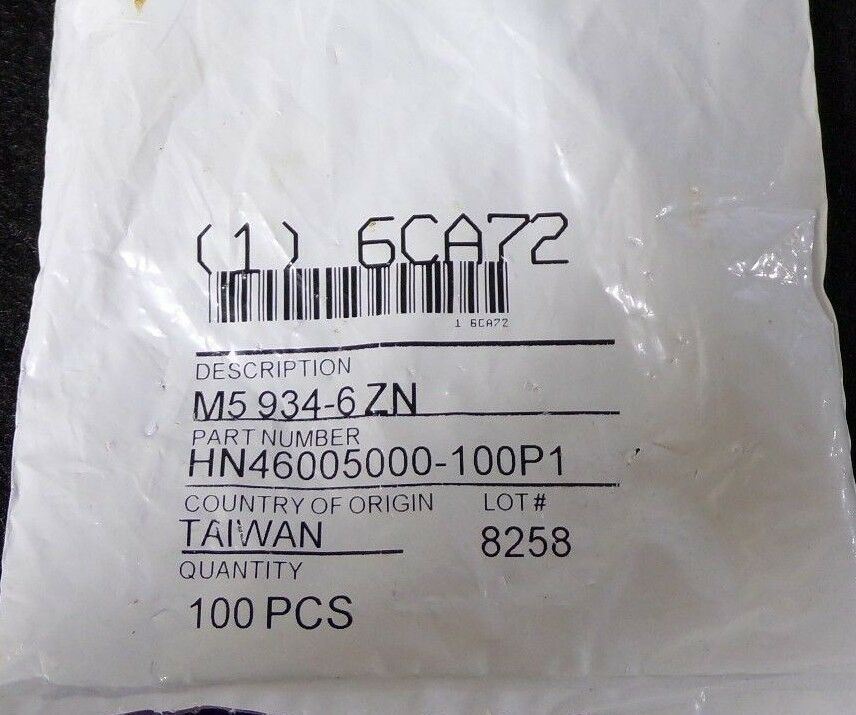 (1) 6CA72
1 6CA72
DESCRIPTION
M5 934-6 ZN
PART NUMBER
HN46005000-100P1
COUNTRY OF ORIGIN LOT #
TAIWAN 8258
QUANTITY
100 PCS